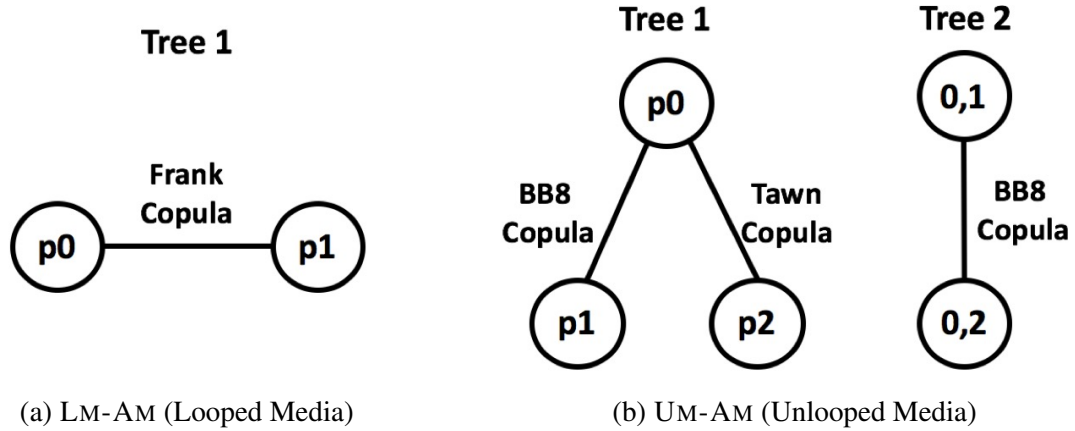 Tree 1
Frank
Copula
p0
p1
(a) LM-AM (Looped Media)
Tree 1
p0
BB8
Copula
Tawn
Copula
p1
p2
Tree 2
0,1
BB8
Copula
0,2
(b) UM-AM (Unlooped Media)